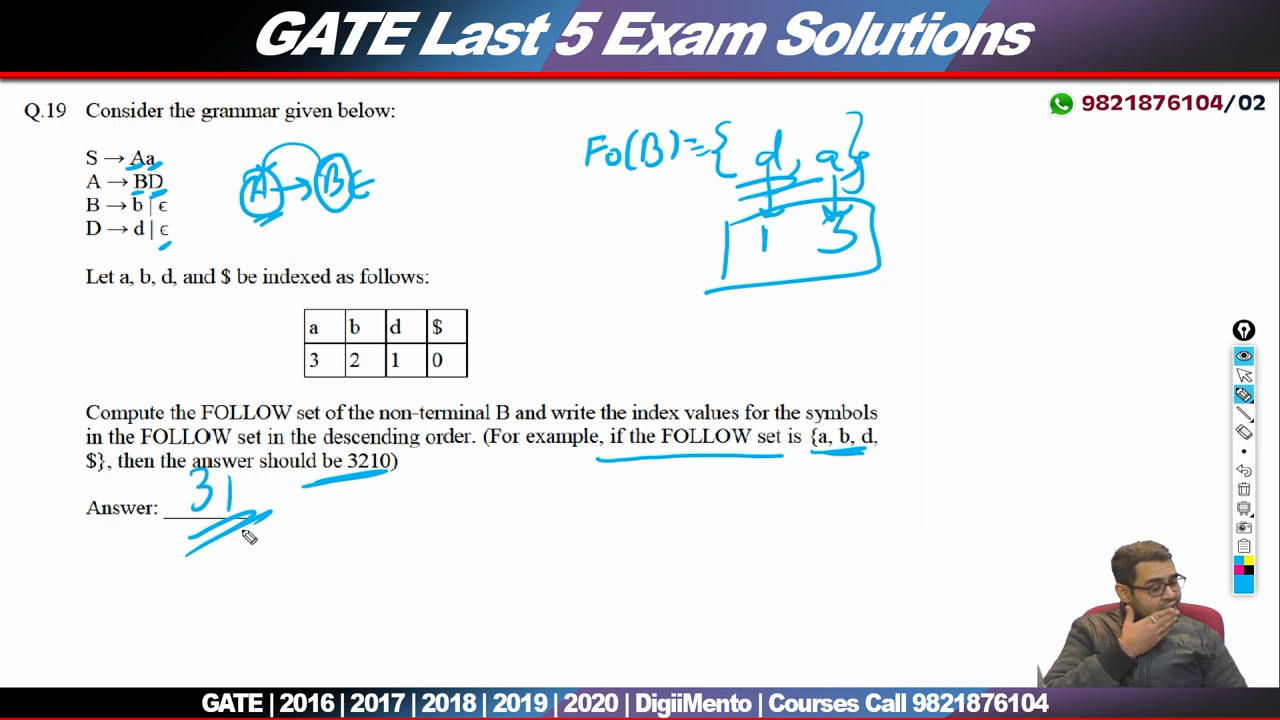 GATE Last 5 Exam Solutions
9821876104/02
Q.19 Consider the grammar given below:
S → Aa
A → BD
B → b | ϵ
D → d | ϵ
A → B ϵ
Fo(B) = { d, a }
1 3
Let a, b, d, and $ be indexed as follows:
a b d $
3 2 1 0
Compute the FOLLOW set of the non-terminal B and write the index values for the symbols
in the FOLLOW set in the descending order. (For example, if the FOLLOW set is {a, b, d,
$}, then the answer should be 3210)
Answer: 31
GATE | 2016 | 2017 | 2018 | 2019 | 2020 | DigiiMento | Courses Call 9821876104